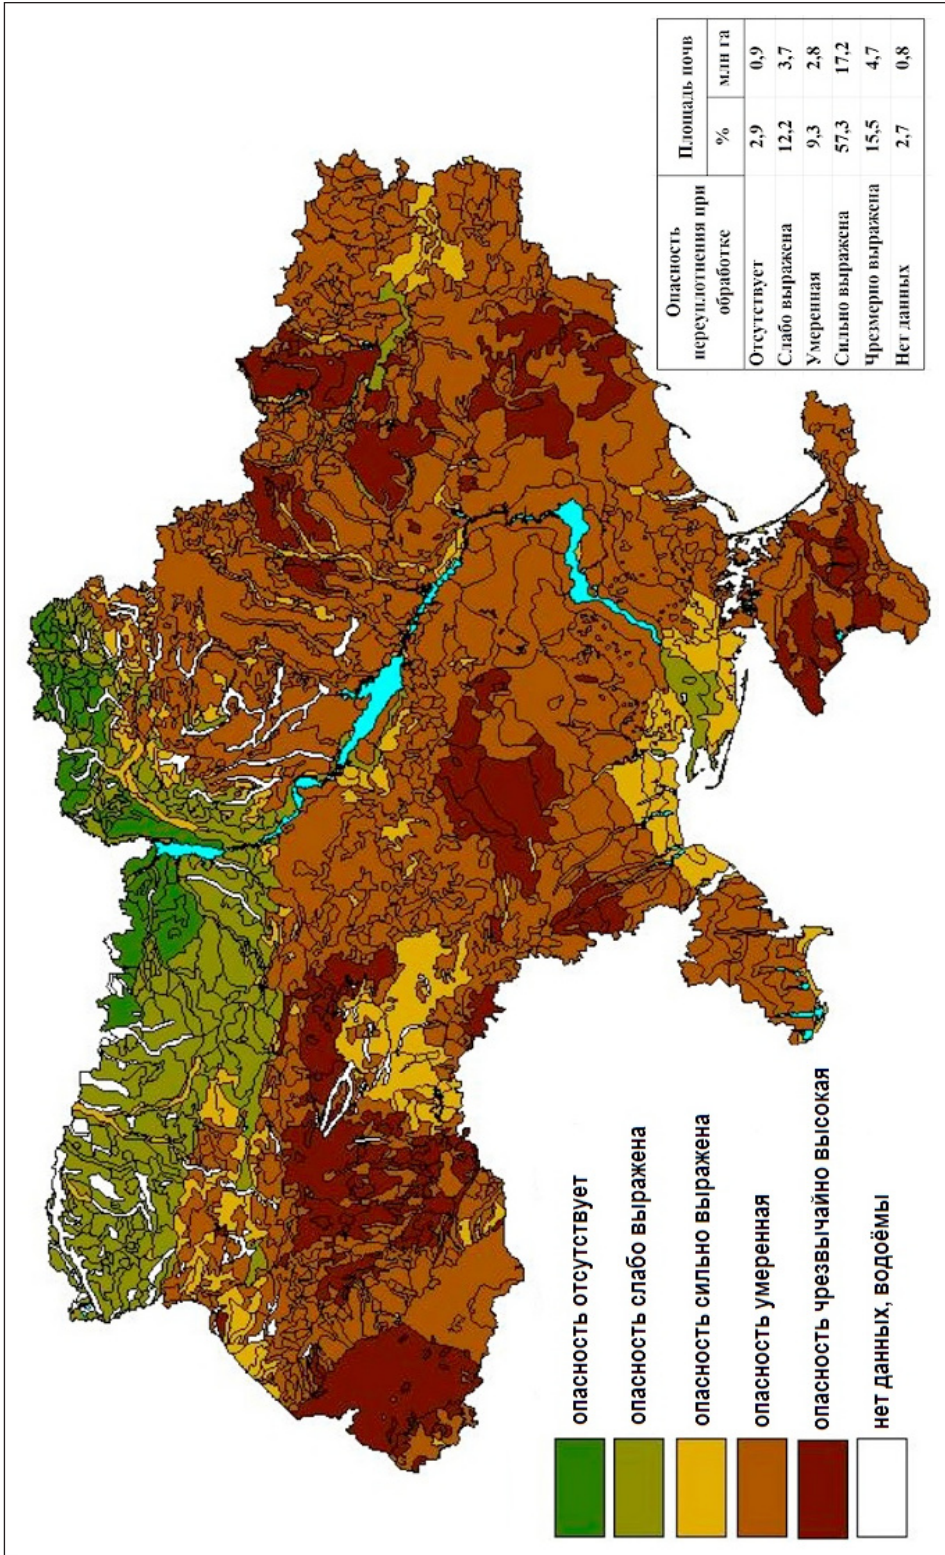 Опасность
переуплотнения при
обработке
Площадь почв
%
млн га
Отсутствует 2,9 0,9
Слабо выражена 12,2 3,7
Умеренная 9,3 2,8
Сильно выражена 57,3 17,2
Чрезмерно выражена 15,5 4,7
Нет данных 2,7 0,8
опасность отсутствует
опасность слабо выражена
опасность сильно выражена
опасность умеренная
опасность чрезвычайно высокая
нет данных, водоёмы